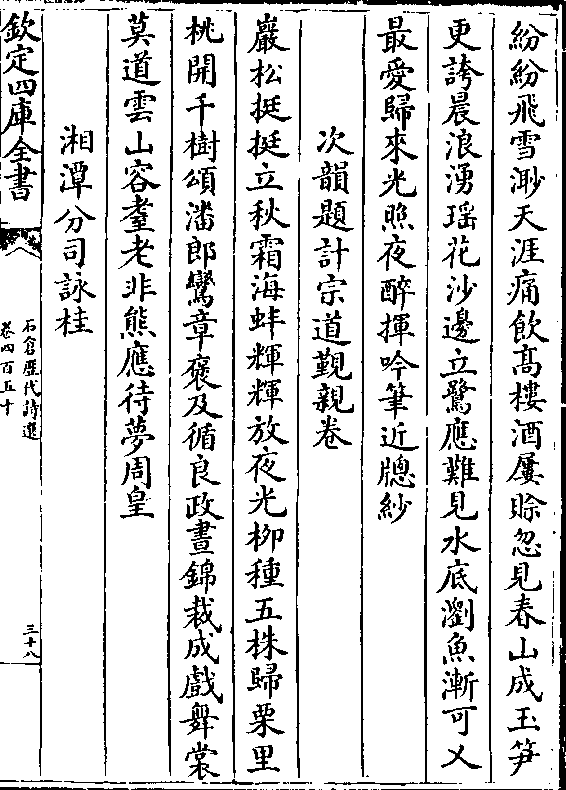 紛紛飛雪渺天涯痛飲髙樓酒屢賖忽見春山成玉笋
更誇晨浪湧瑶花沙邊立鷺應難見水底瀏魚漸可乂
最愛歸來光照夜醉揮吟筆近牕紗
次韻題計宗道覲親卷
巖松挺挺立秋霜海蚌輝輝放夜光柳種五株歸栗里
桃開千樹頌潘郎鸞章褒及循良政晝錦裁成戲舞裳
莫道雲山容耋老非熊應待夢周皇
湘潭分司詠桂
欽定四庫全書
石倉歷代詩選
卷四百五十
三十八